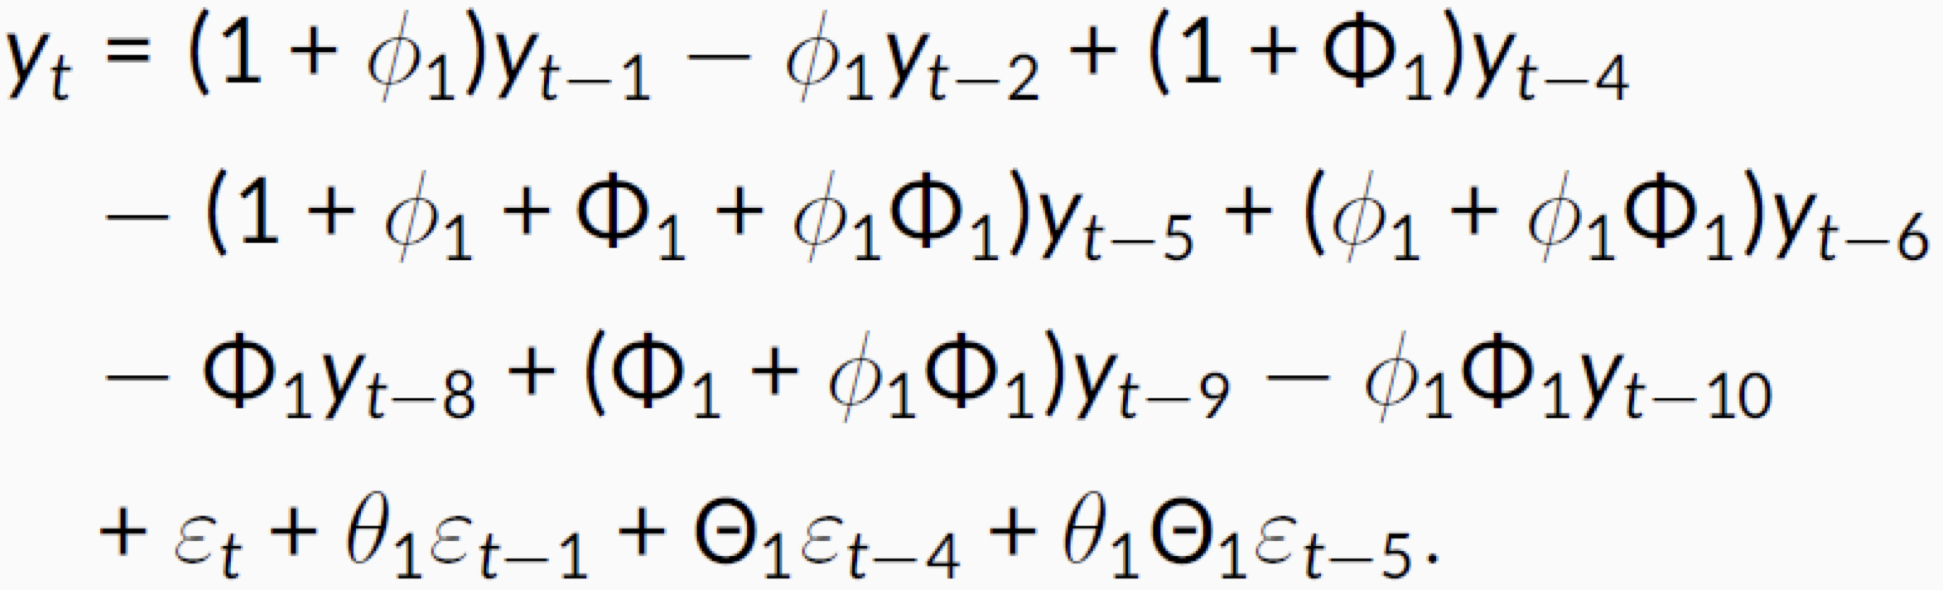 yₜ = (1 + ϕ₁)yₜ₋₁ − ϕ₁yₜ₋₂ + (1 + Φ₁)yₜ₋₄
− (1 + ϕ₁ + Φ₁ + ϕ₁Φ₁)yₜ₋₅ + (ϕ₁ + ϕ₁Φ₁)yₜ₋₆
− Φ₁yₜ₋₈ + (Φ₁ + ϕ₁Φ₁)yₜ₋₉ − ϕ₁Φ₁yₜ₋₁₀
+ εₜ + θ₁εₜ₋₁ + Θ₁εₜ₋₄ + θ₁Θ₁εₜ₋₅.